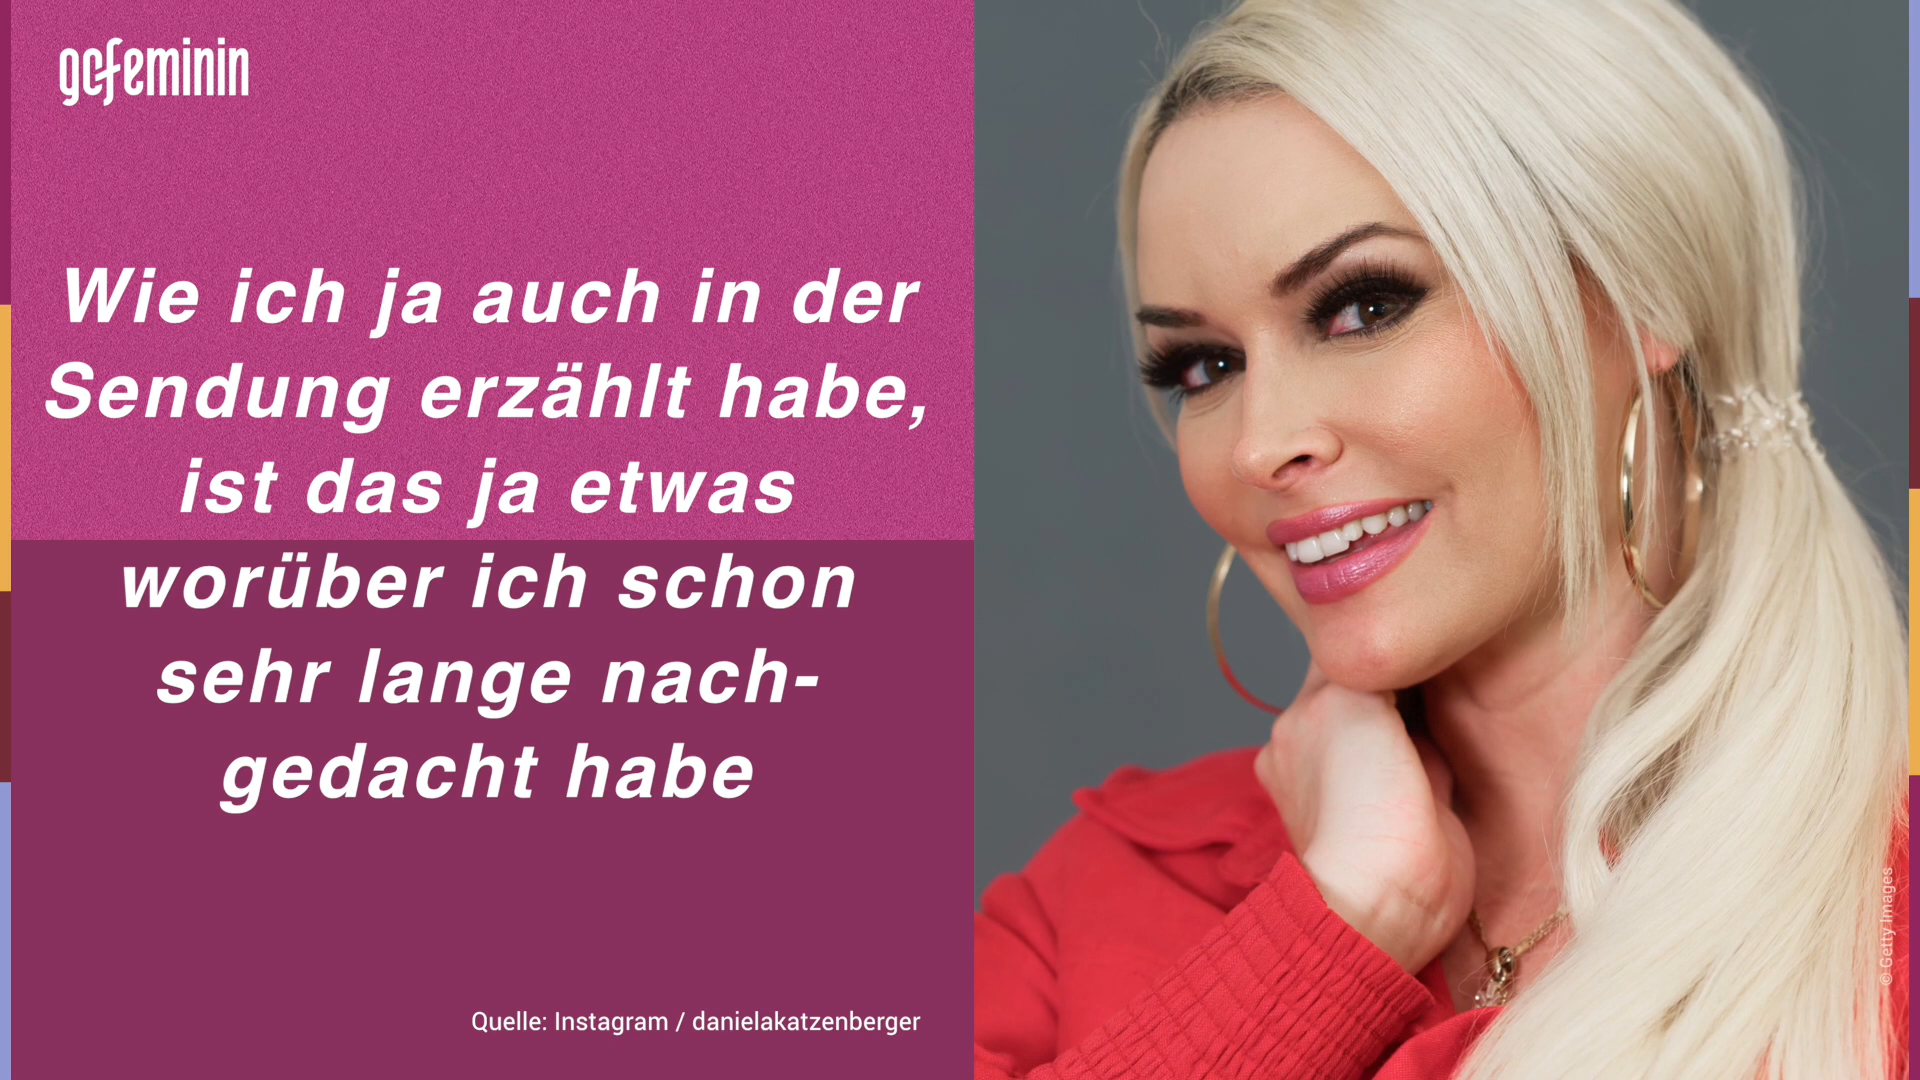 gofeminin
Wie ich ja auch in der
Sendung erzählt habe,
ist das ja etwas
worüber ich schon
sehr lange nach-
gedacht habe
Quelle: Instagram / danielakatzenberger
© Getty Images